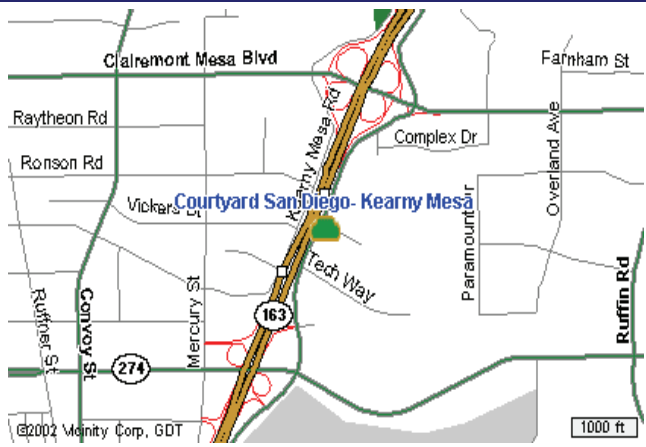 Clairemont Mesa Blvd
Farnham St
Raytheon Rd
Kearny Mesa Rd
Complex Dr
Overland Ave
Ronson Rd
Courtyard San Diego- Kearny Mesa
Vickers
Paramount Dr
Tech Way
Mercury St
Ruffin Rd
Ruffner St
Convoy St
163
274
©2002 Vicinity Corp, GDT
1000 ft